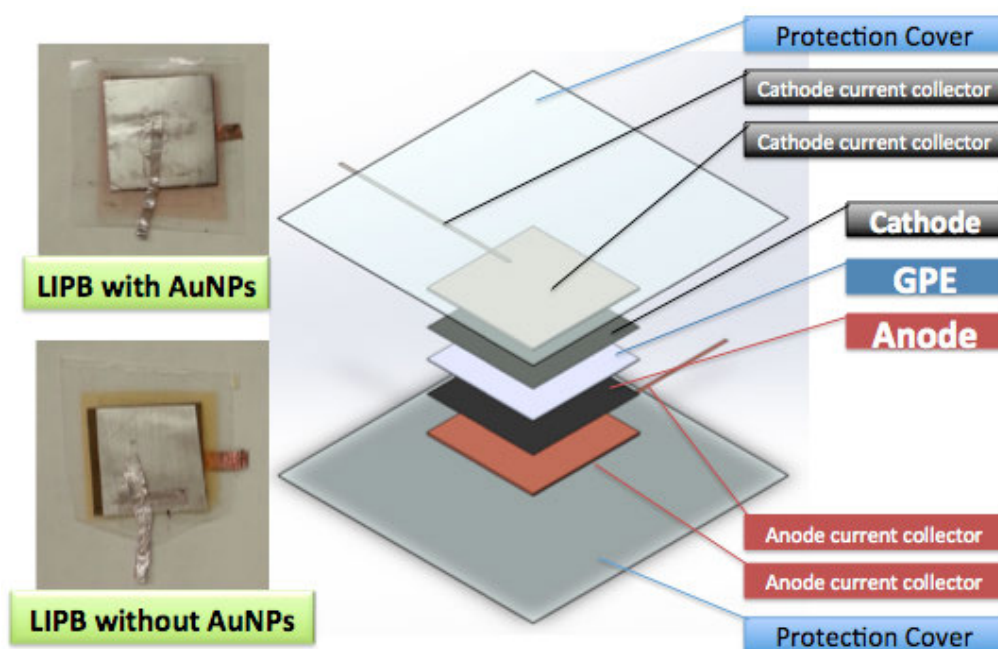 Protection Cover
Cathode current collector
Cathode current collector
Cathode
GPE
Anode
LIPB with AuNPs
Anode current collector
Anode current collector
LIPB without AuNPs
Protection Cover